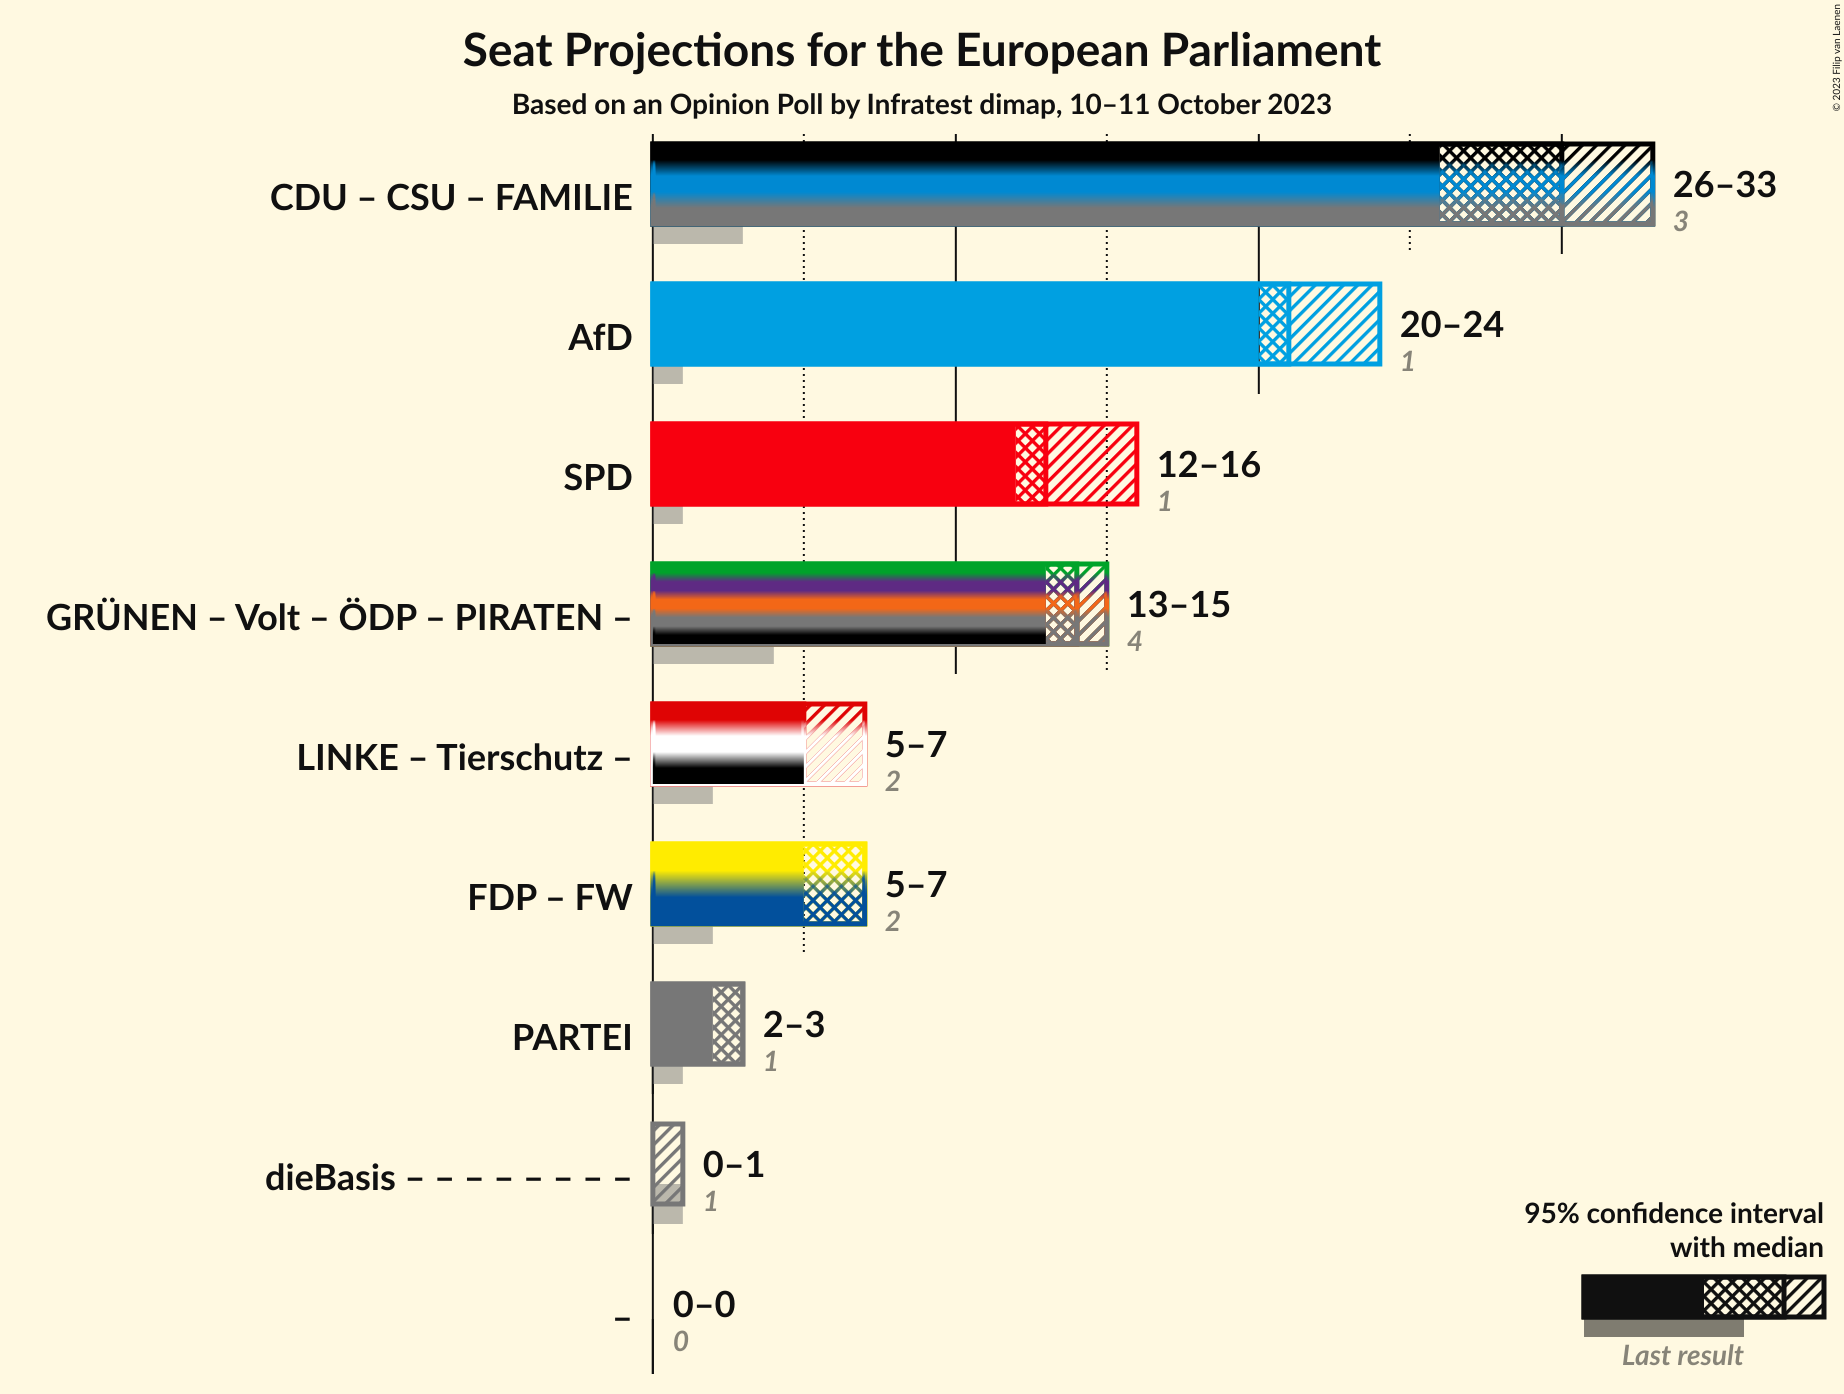 Seat Projections for the European Parliament
Based on an Opinion Poll by Infratest dimap, 10–11 October 2023
© 2023 Filip van Laenen
CDU – CSU – FAMILIE
26–33
3
AfD
20–24
1
SPD
12–16
1
GRÜNEN – Volt – ÖDP – PIRATEN –
13–15
4
LINKE – Tierschutz –
5–7
2
FDP – FW
5–7
2
PARTEI
2–3
1
dieBasis – – – – – – – –
0–1
1
–
0–0
0
95% confidence interval
with median
Last result